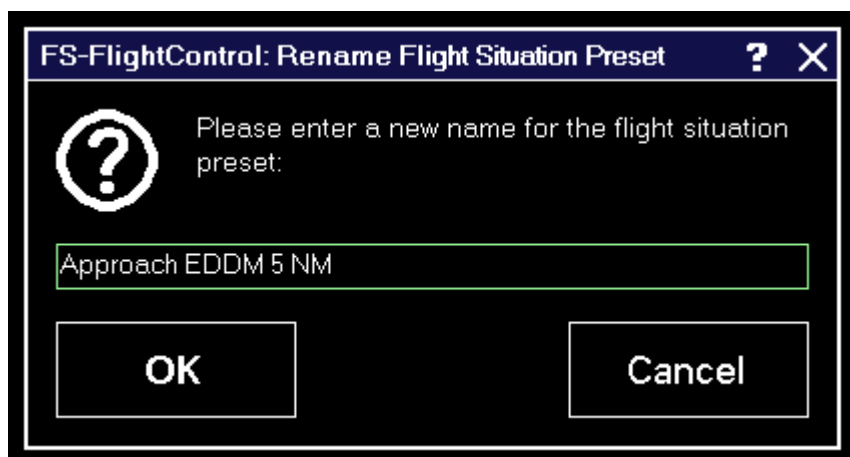 FS-FlightControl: Rename Flight Situation Preset ?
Please enter a new name for the flight situation
preset:
Approach EDDM 5 NM
OK Cancel